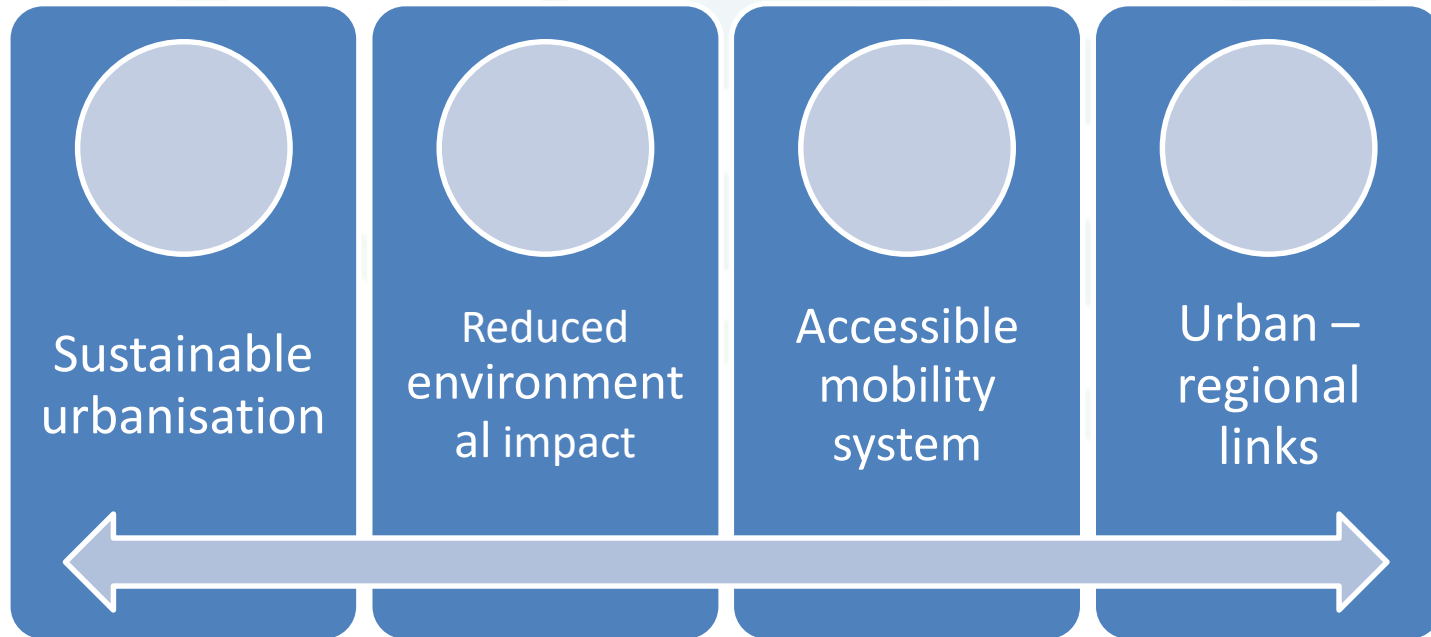 Sustainable
urbanisation
Reduced
environment
al impact
Accessible
mobility
system
Urban –
regional
links